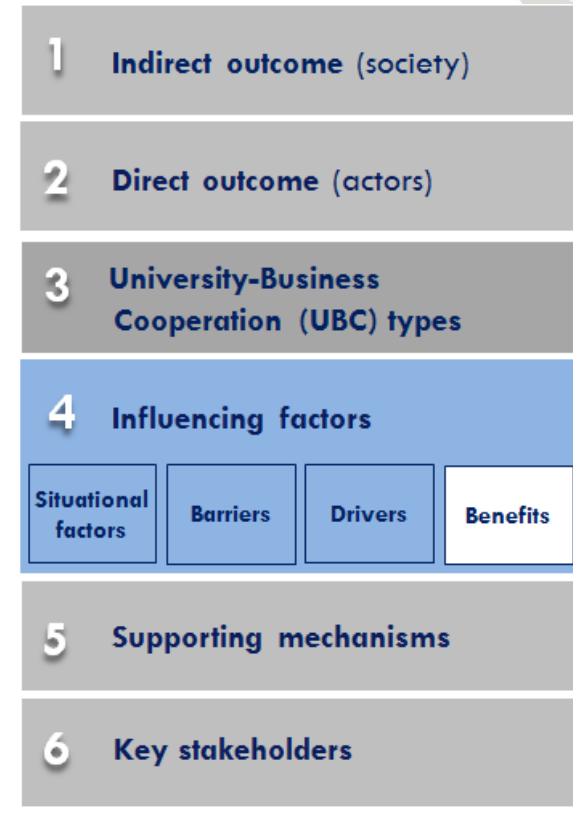 1 Indirect outcome (society)
2 Direct outcome (actors)
3 University-Business
Cooperation (UBC) types
4 Influencing factors
Situational
factors
Barriers
Drivers
Benefits
5 Supporting mechanisms
6 Key stakeholders